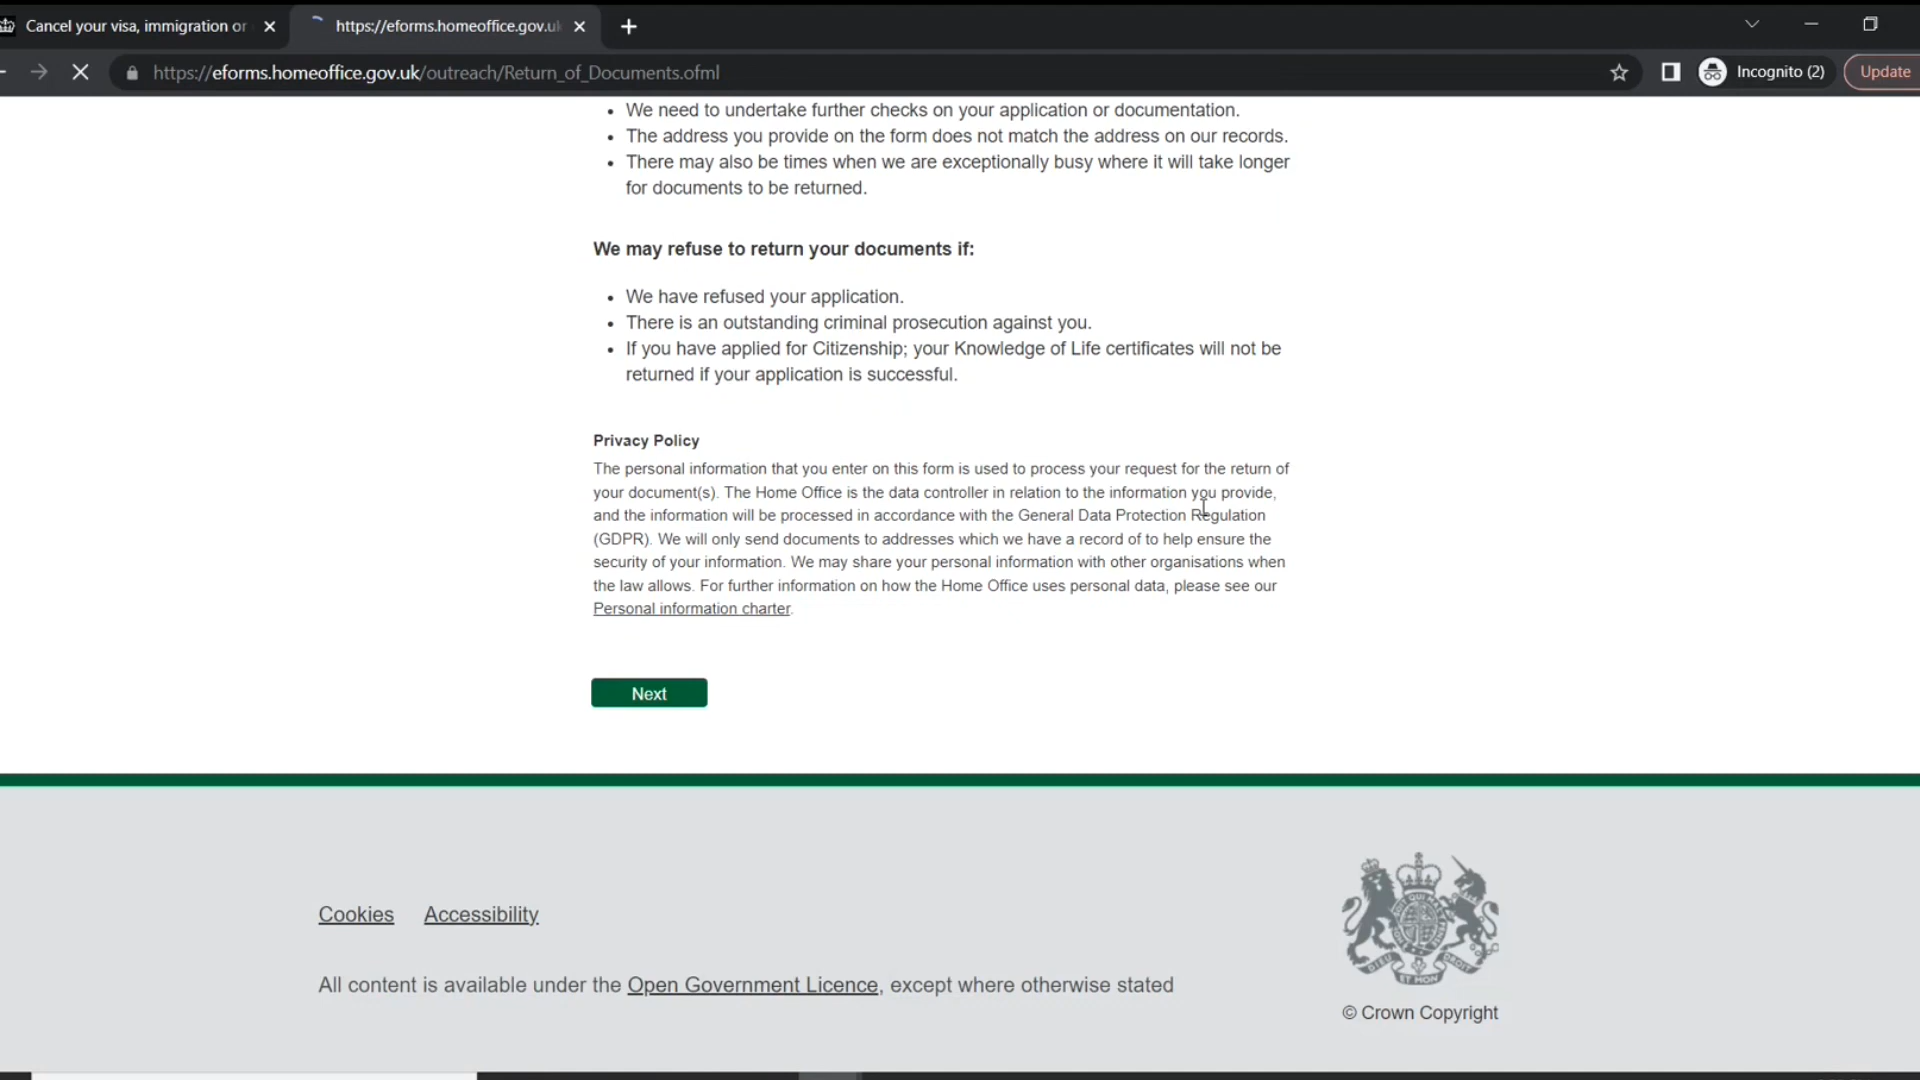 Cancel your visa, immigration or
https://eforms.homeoffice.gov.uk
https://eforms.homeoffice.gov.uk/outreach/Return_of_Documents.ofml
Incognito (2)
Update
• We need to undertake further checks on your application or documentation.
• The address you provide on the form does not match the address on our records.
• There may also be times when we are exceptionally busy where it will take longer
for documents to be returned.
We may refuse to return your documents if:
• We have refused your application.
• There is an outstanding criminal prosecution against you.
• If you have applied for Citizenship; your Knowledge of Life certificates will not be
returned if your application is successful.
Privacy Policy
The personal information that you enter on this form is used to process your request for the return of
your document(s). The Home Office is the data controller in relation to the information you provide,
and the information will be processed in accordance with the General Data Protection Regulation
(GDPR). We will only send documents to addresses which we have a record of to help ensure the
security of your information. We may share your personal information with other organisations when
the law allows. For further information on how the Home Office uses personal data, please see our
Personal information charter.
Next
Cookies Accessibility
All content is available under the Open Government Licence, except where otherwise stated
© Crown Copyright